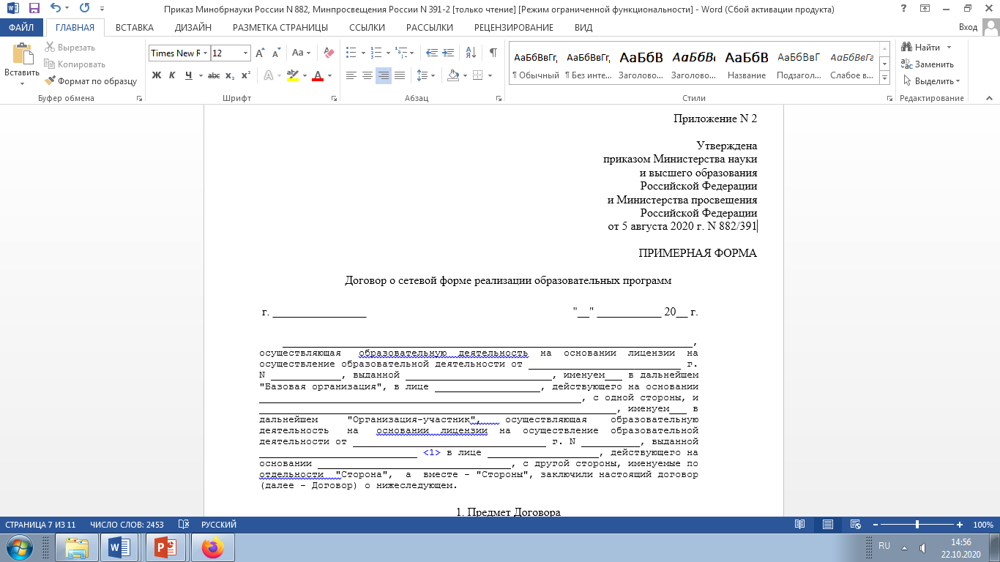 Приказ Минобрнауки России N 882, Минпросвещения России N 391-2 [только чтение] [Режим ограниченной функциональности] - Word (Сбой активации продукта)
ФАЙЛ ГЛАВНАЯ ВСТАВКА ДИЗАЙН РАЗМЕТКА СТРАНИЦЫ ССЫЛКИ РАССЫЛКИ РЕЦЕНЗИРОВАНИЕ ВИД Вход
Вставить
Вырезать
Копировать
Формат по образцу
Буфер обмена
Times New R 12 Aa
Ж К Ч abc x₂ x²
Шрифт
Абзац
АаБбВвГг, АаБбВвГг, АаБбВ АаБбВ АаБбВ АаБбВвГ АаБбВвГг
¶ Обычный ¶ Без инте... Заголово... Заголово... Название Подзагол... Слабое в...
Стили
Найти
Заменить
Выделить
Редактирование
Приложение N 2
Утверждена
приказом Министерства науки
и высшего образования
Российской Федерации
и Министерства просвещения
Российской Федерации
от 5 августа 2020 г. N 882/391
ПРИМЕРНАЯ ФОРМА
Договор о сетевой форме реализации образовательных программ
г. ________________ "__" ___________ 20__ г.
______________________________________________________________________,
осуществляющая образовательную деятельность на основании лицензии на
осуществление образовательной деятельности от __________________________ г.
N ____________, выданной _________________________, именуем___ в дальнейшем
"Базовая организация", в лице __________________, действующего на основании
_______________________________________________________, с одной стороны, и
_____________________________________________________________, именуем___ в
дальнейшем "Организация-участник", осуществляющая образовательную
деятельность на основании лицензии на осуществление образовательной
деятельности от _________________________________ г. N __________, выданной
___________________________ <1> в лице ___________________, действующего на
основании _________________________________, с другой стороны, именуемые по
отдельности "Сторона", а вместе - "Стороны", заключили настоящий договор
(далее - Договор) о нижеследующем.
1. Предмет Договора
СТРАНИЦА 7 ИЗ 11 ЧИСЛО СЛОВ: 2453 РУССКИЙ 100%
RU 14:56
22.10.2020